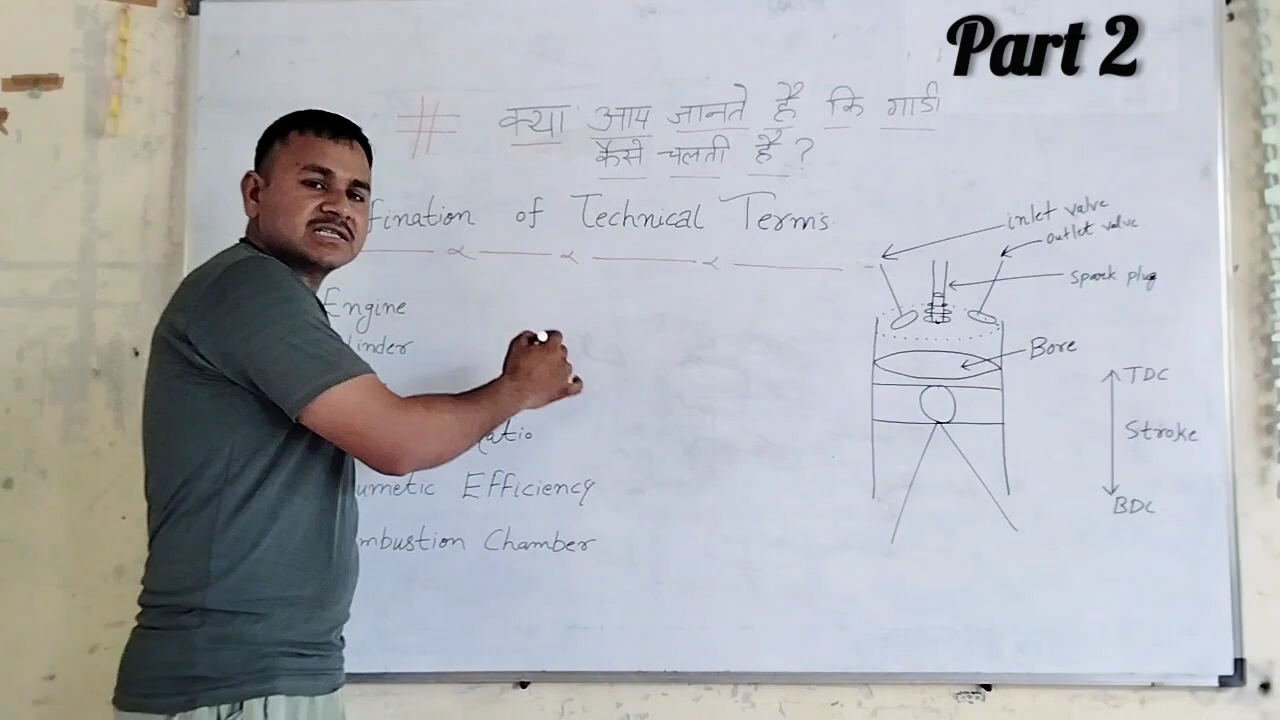 Part 2
# क्या आप जानते है कि गाडी
कैसे चलती है ?
fination of Technical Terms
inlet valve
outlet valve
spark plug
Engine
linder
Bore
TDC
Stroke
BDC
atio
umetic Efficiency
mbustion Chamber